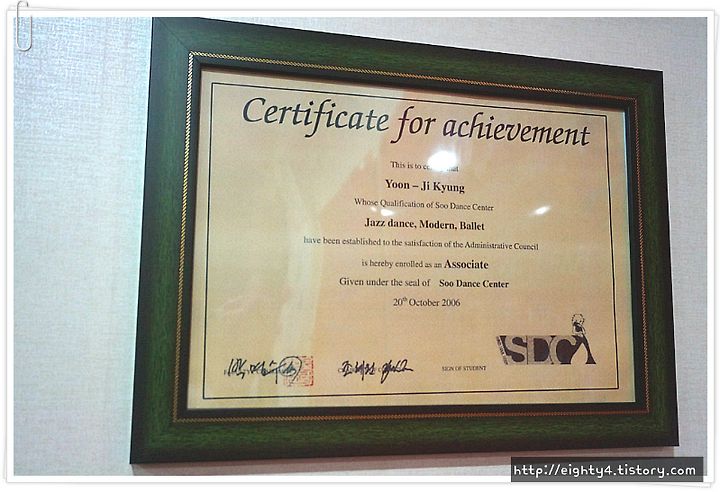 Certificate for achievement
This is to that
Yoon – Ji Kyung
Whose Qualification of Soo Dance Center
Jazz dance, Modern, Ballet
have been established to the satisfaction of the Administrative Council
is hereby enrolled as an Associate
Given under the seal of Soo Dance Center
20th October 2006
SIGN OF STUDENT
SDC
http://eighty4.tistory.com